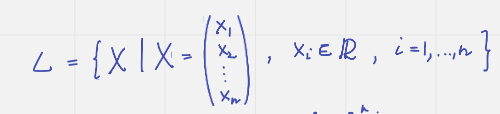 L = { X | X = (x₁ x₂ ⋮ xₙ) , xᵢ ∈ ℝ , i = 1, ..., n }